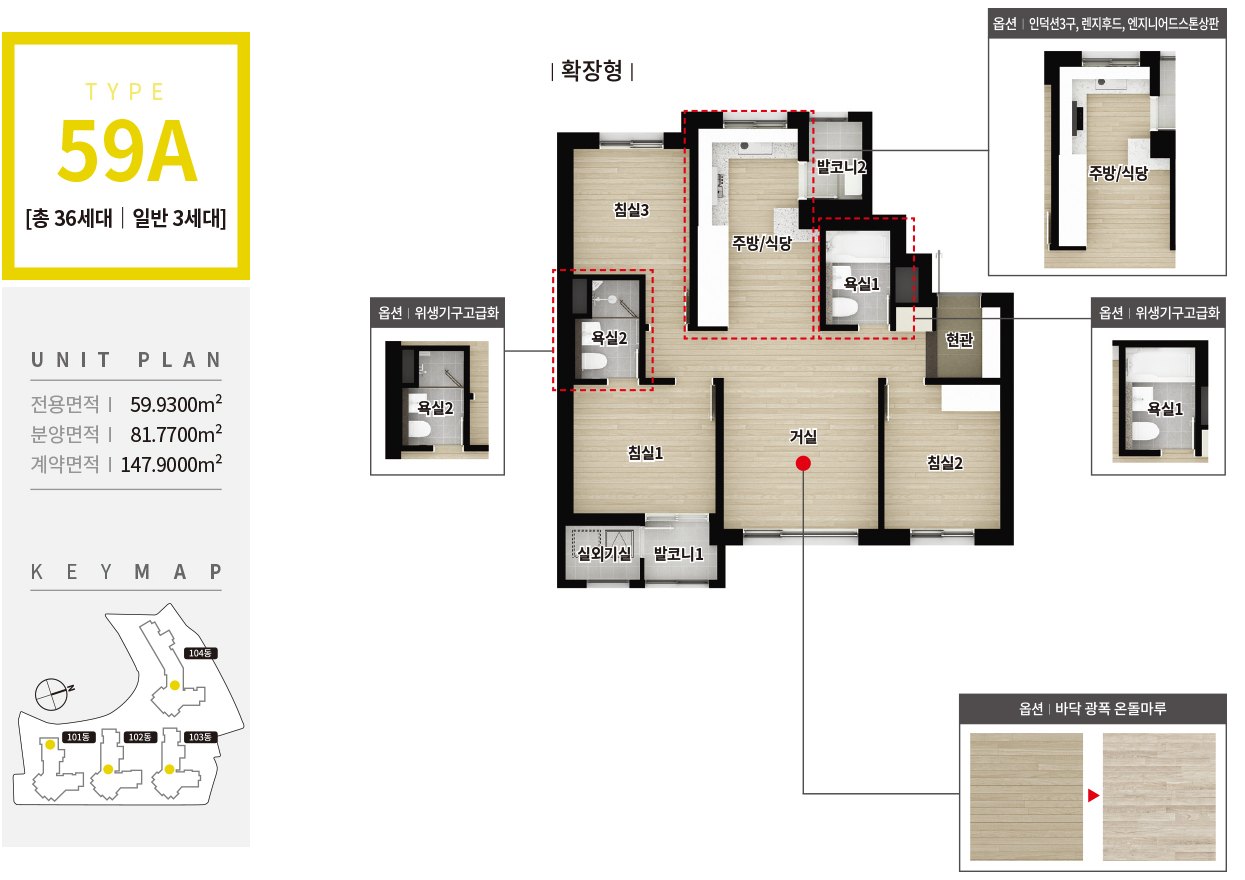 TYPE
59A
[총 36세대 | 일반 3세대]
UNIT PLAN
전용면적 | 59.9300m²
분양면적 | 81.7700m²
계약면적 | 147.9000m²
KEYMAP
104동
N
101동
102동
103동
| 확장형 |
발코니2
침실3
주방/식당
욕실1
욕실2
현관
거실
침실1
침실2
실외기실
발코니1
옵션 | 인덕션3구, 렌지후드, 엔지니어드스톤상판
주방/식당
옵션 | 위생기구고급화
욕실2
옵션 | 위생기구고급화
욕실1
옵션 | 바닥 광폭 온돌마루